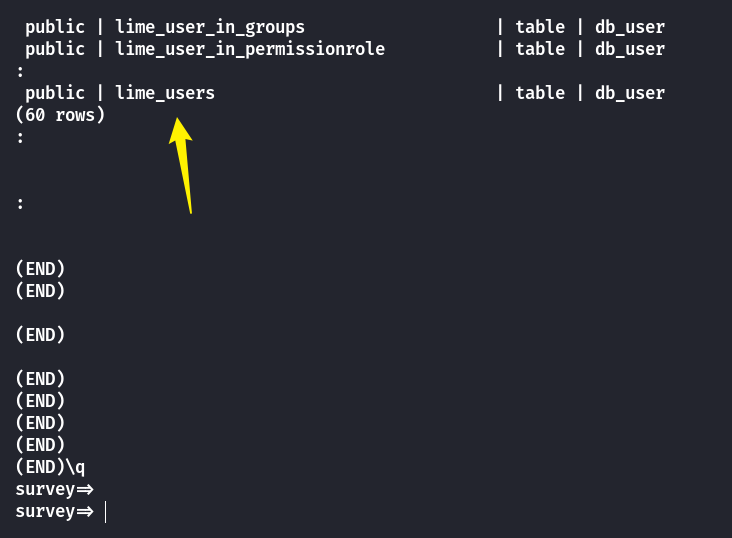 public | lime_user_in_groups | table | db_user
public | lime_user_in_permissionrole | table | db_user
:
public | lime_users | table | db_user
(60 rows)
:
:
(END)
(END)
(END)
(END)
(END)
(END)
(END)
(END)\q
survey=>
survey=>